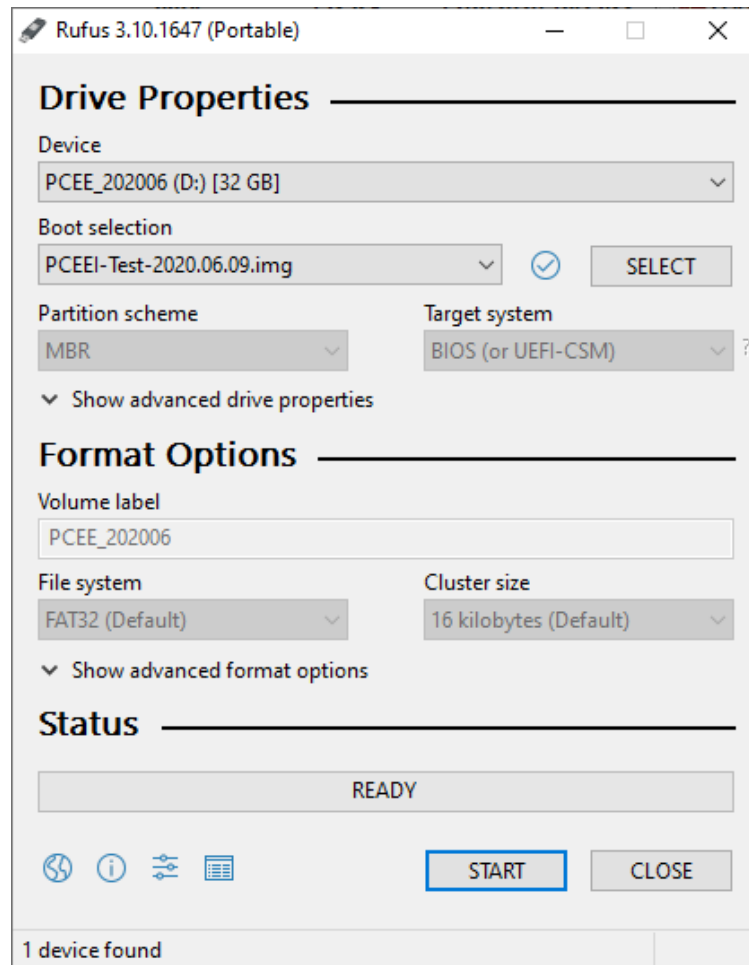 Rufus 3.10.1647 (Portable)
Drive Properties
Device
PCEE_202006 (D:) [32 GB]
Boot selection
PCEEI-Test-2020.06.09.img
SELECT
Partition scheme
Target system
MBR
BIOS (or UEFI-CSM)
?
Show advanced drive properties
Format Options
Volume label
PCEE_202006
File system
Cluster size
FAT32 (Default)
16 kilobytes (Default)
Show advanced format options
Status
READY
START
CLOSE
1 device found